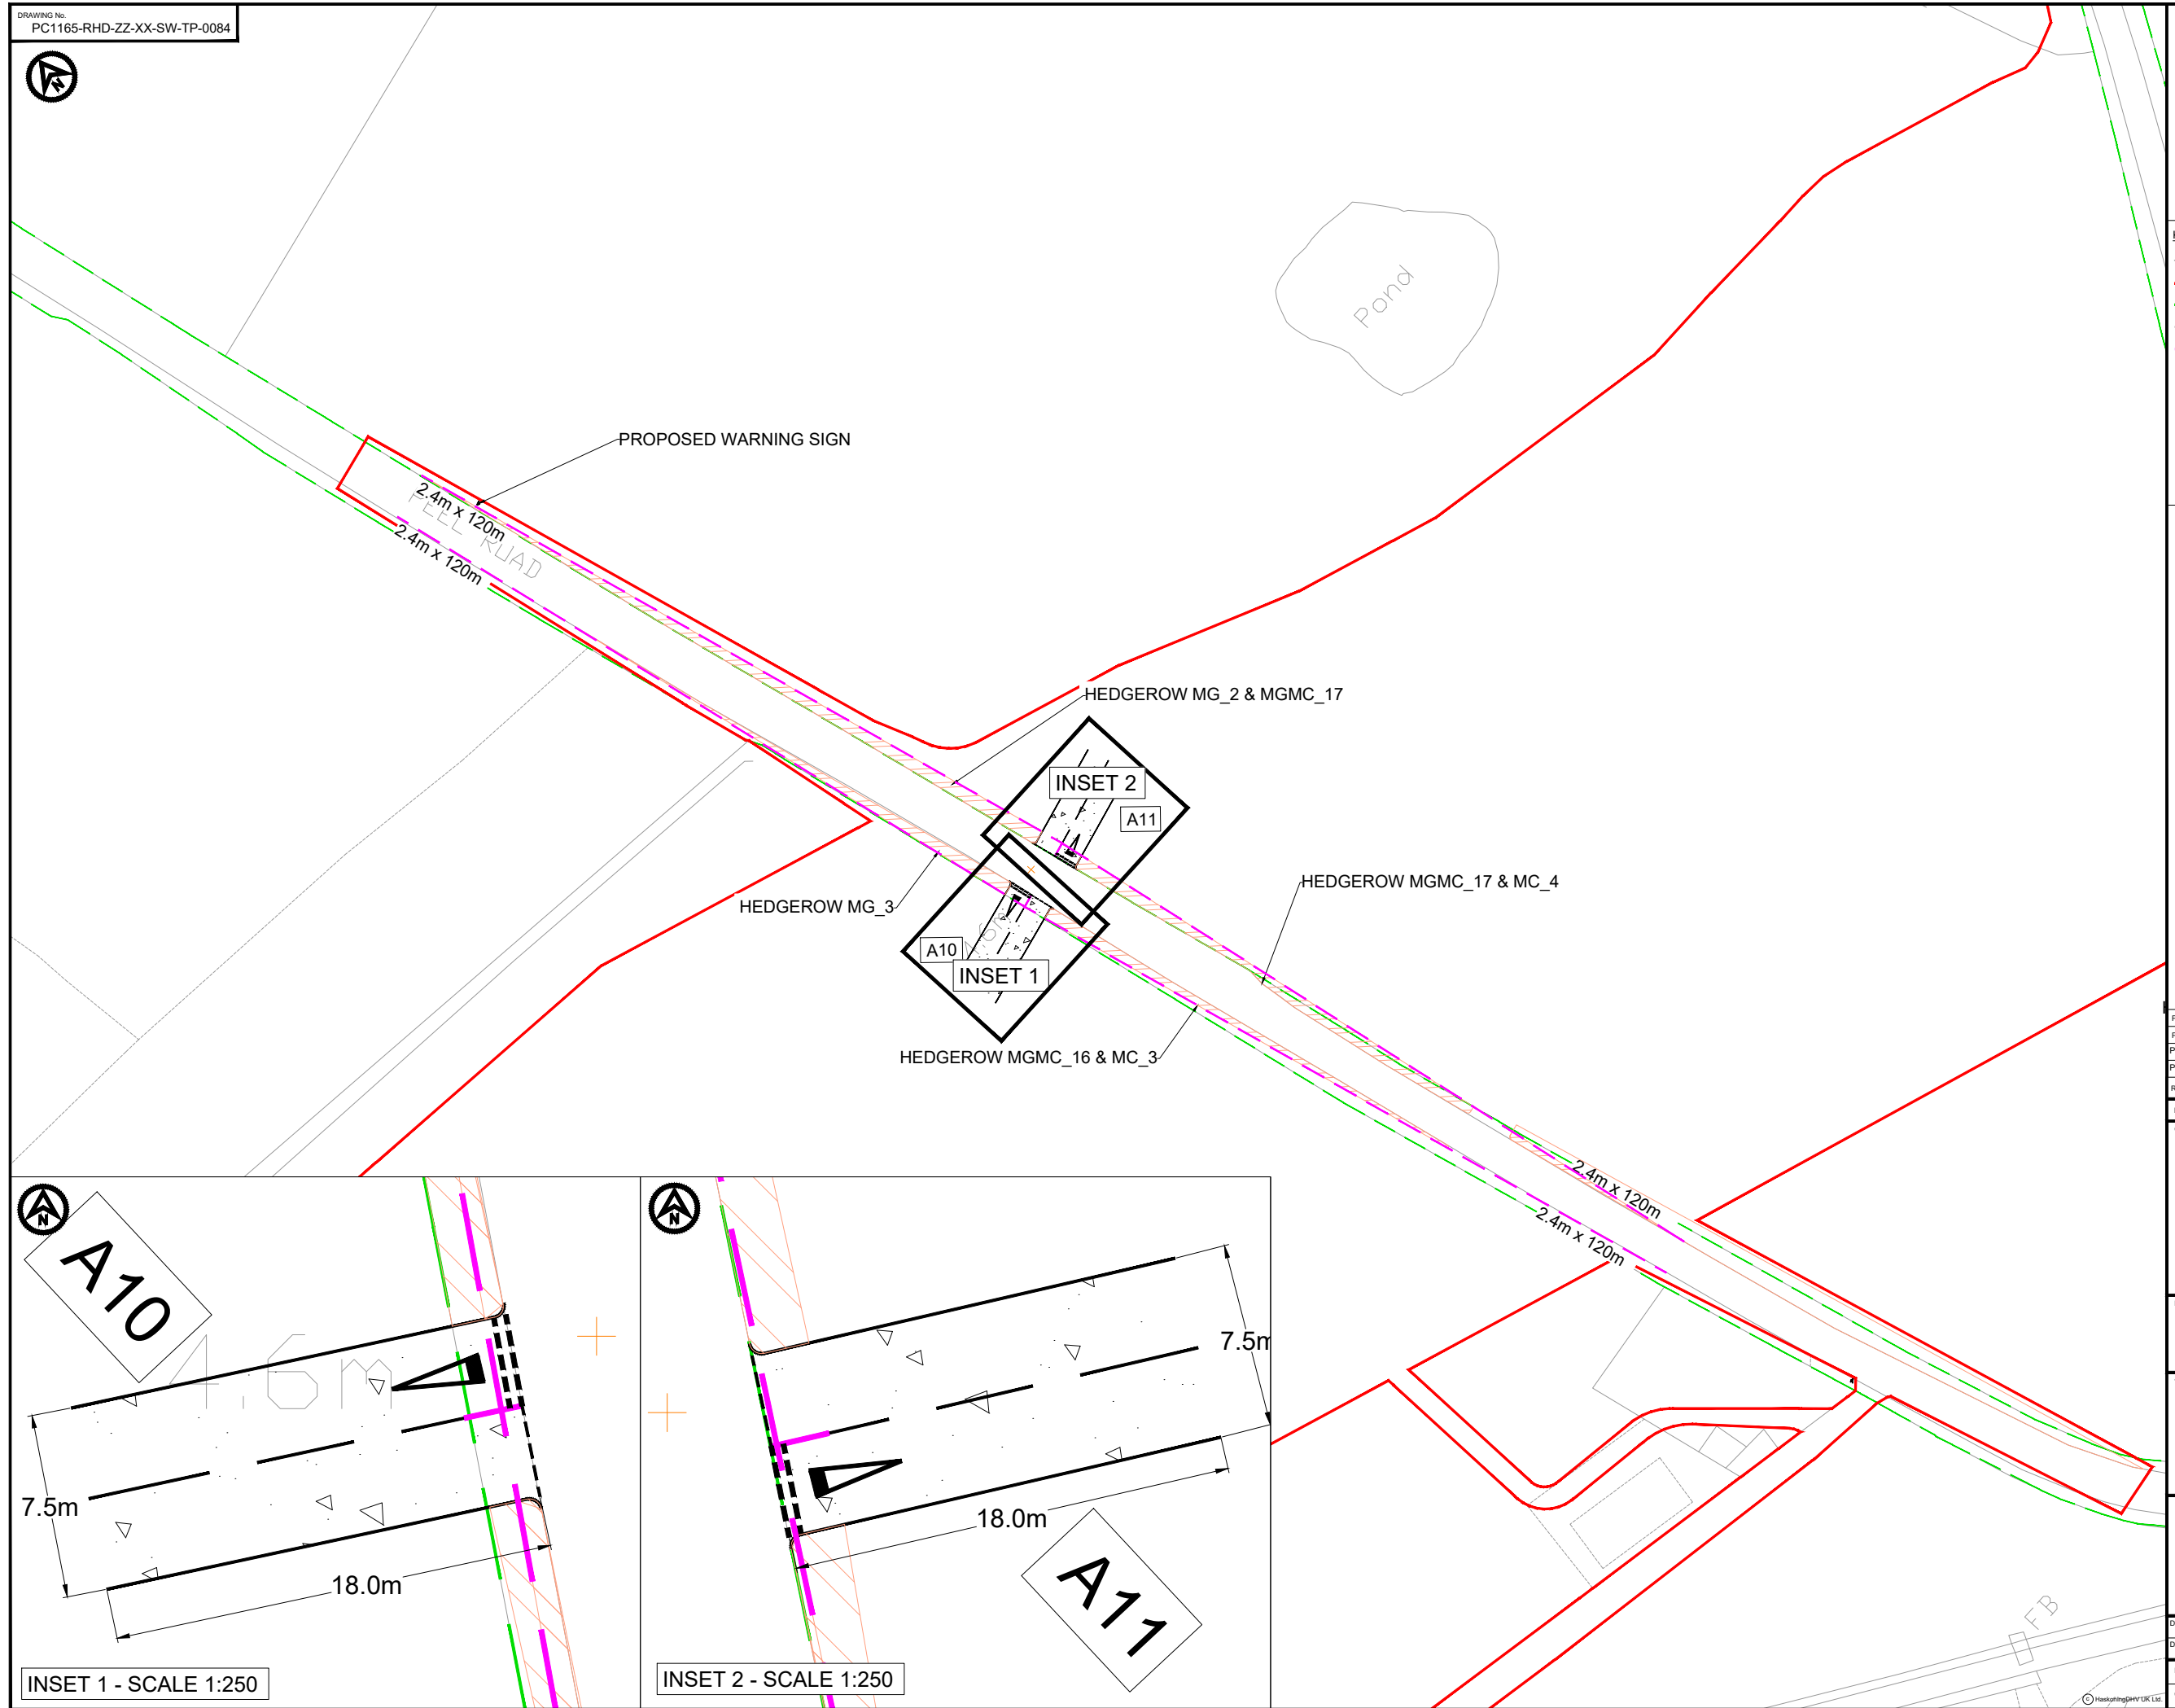 DRAWING No.
PC1165-RHD-ZZ-XX-SW-TP-0084
N
Pond
PROPOSED WARNING SIGN
2.4m x 120m
PEEL ROAD
2.4m x 120m
HEDGEROW MG_2 & MGMC_17
INSET 2
A11
HEDGEROW MGMC_17 & MC_4
HEDGEROW MG_3
A10
INSET 1
HEDGEROW MGMC_16 & MC_3
2.4m x 120m
2.4m x 120m
N
A10
4.6m
7.5m
18.0m
INSET 1 - SCALE 1:250
N
7.5m
18.0m
A11
INSET 2 - SCALE 1:250
FB
© HaskoningDHV UK Ltd.